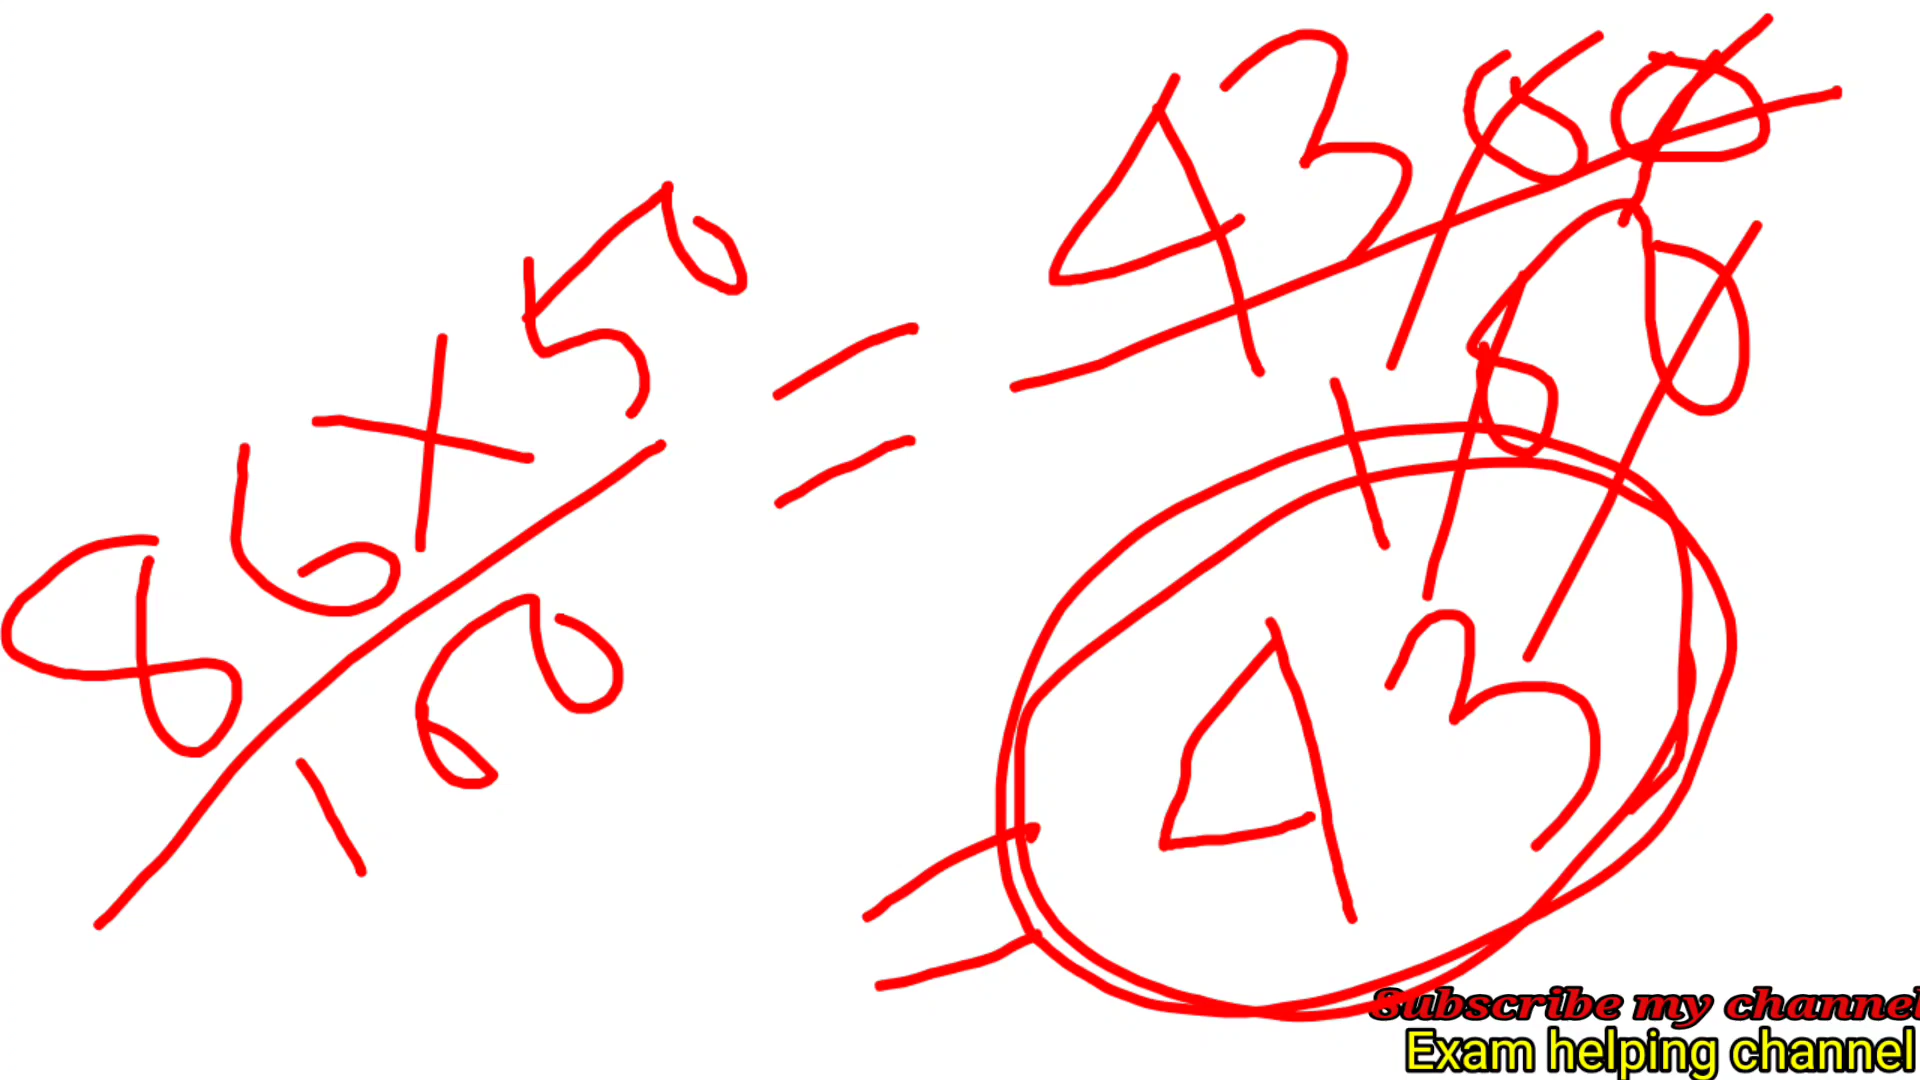 86×50/100 = 4300/100
= 43
Subscribe my channel
Exam helping channel